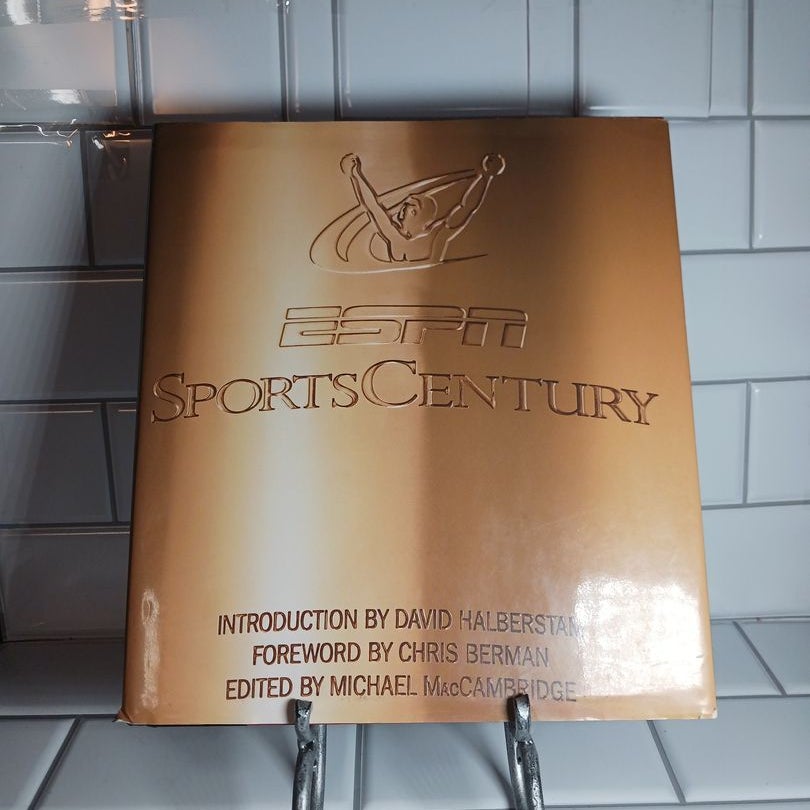 ESPN
SPORTSCENTURY
INTRODUCTION BY DAVID HALBERSTAM
FOREWORD BY CHRIS BERMAN
EDITED BY MICHAEL MacCAMBRIDGE